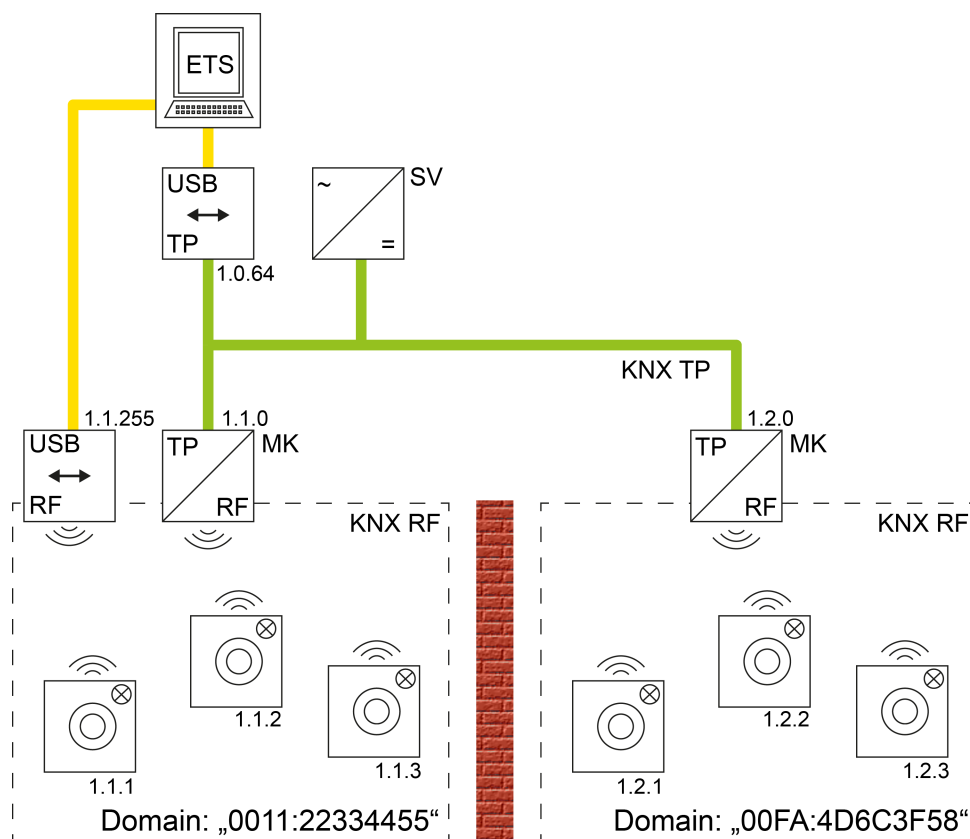 ETS
USB
TP
1.0.64
~
=
SV
KNX TP
1.1.255
USB
RF
1.1.0
TP
RF
MK
1.2.0
TP
RF
MK
KNX RF
KNX RF
1.1.1
1.1.2
1.1.3
1.2.1
1.2.2
1.2.3
Domain: „0011:22334455“
Domain: „00FA:4D6C3F58“